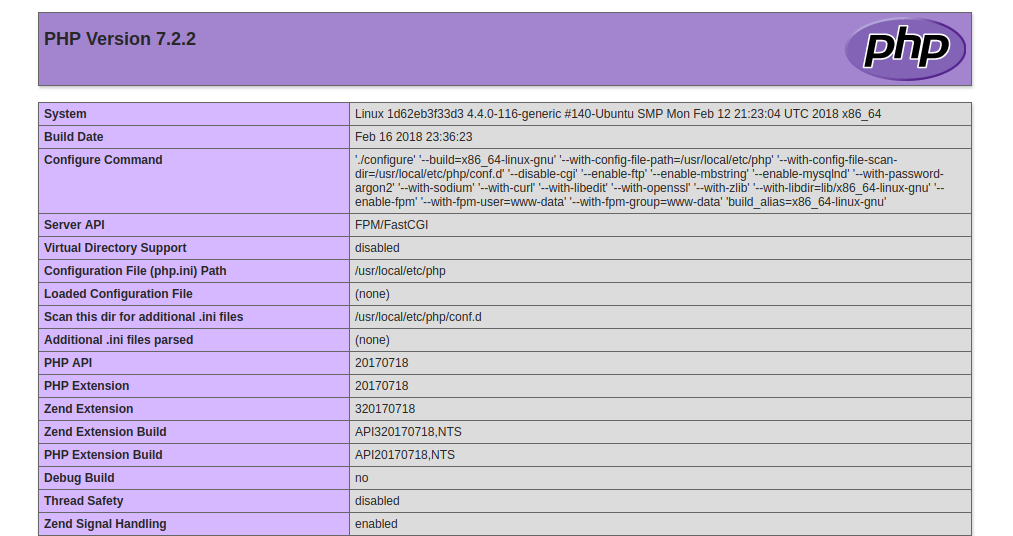 PHP Version 7.2.2
php
System Linux 1d62eb3f33d3 4.4.0-116-generic #140-Ubuntu SMP Mon Feb 12 21:23:04 UTC 2018 x86_64
Build Date Feb 16 2018 23:36:23
Configure Command './configure' '--build=x86_64-linux-gnu' '--with-config-file-path=/usr/local/etc/php' '--with-config-file-scan-
dir=/usr/local/etc/php/conf.d' '--disable-cgi' '--enable-ftp' '--enable-mbstring' '--enable-mysqlnd' '--with-password-
argon2' '--with-sodium' '--with-curl' '--with-libedit' '--with-openssl' '--with-zlib' '--with-libdir=lib/x86_64-linux-gnu' '--
enable-fpm' '--with-fpm-user=www-data' '--with-fpm-group=www-data' 'build_alias=x86_64-linux-gnu'
Server API FPM/FastCGI
Virtual Directory Support disabled
Configuration File (php.ini) Path /usr/local/etc/php
Loaded Configuration File (none)
Scan this dir for additional .ini files /usr/local/etc/php/conf.d
Additional .ini files parsed (none)
PHP API 20170718
PHP Extension 20170718
Zend Extension 320170718
Zend Extension Build API320170718,NTS
PHP Extension Build API20170718,NTS
Debug Build no
Thread Safety disabled
Zend Signal Handling enabled